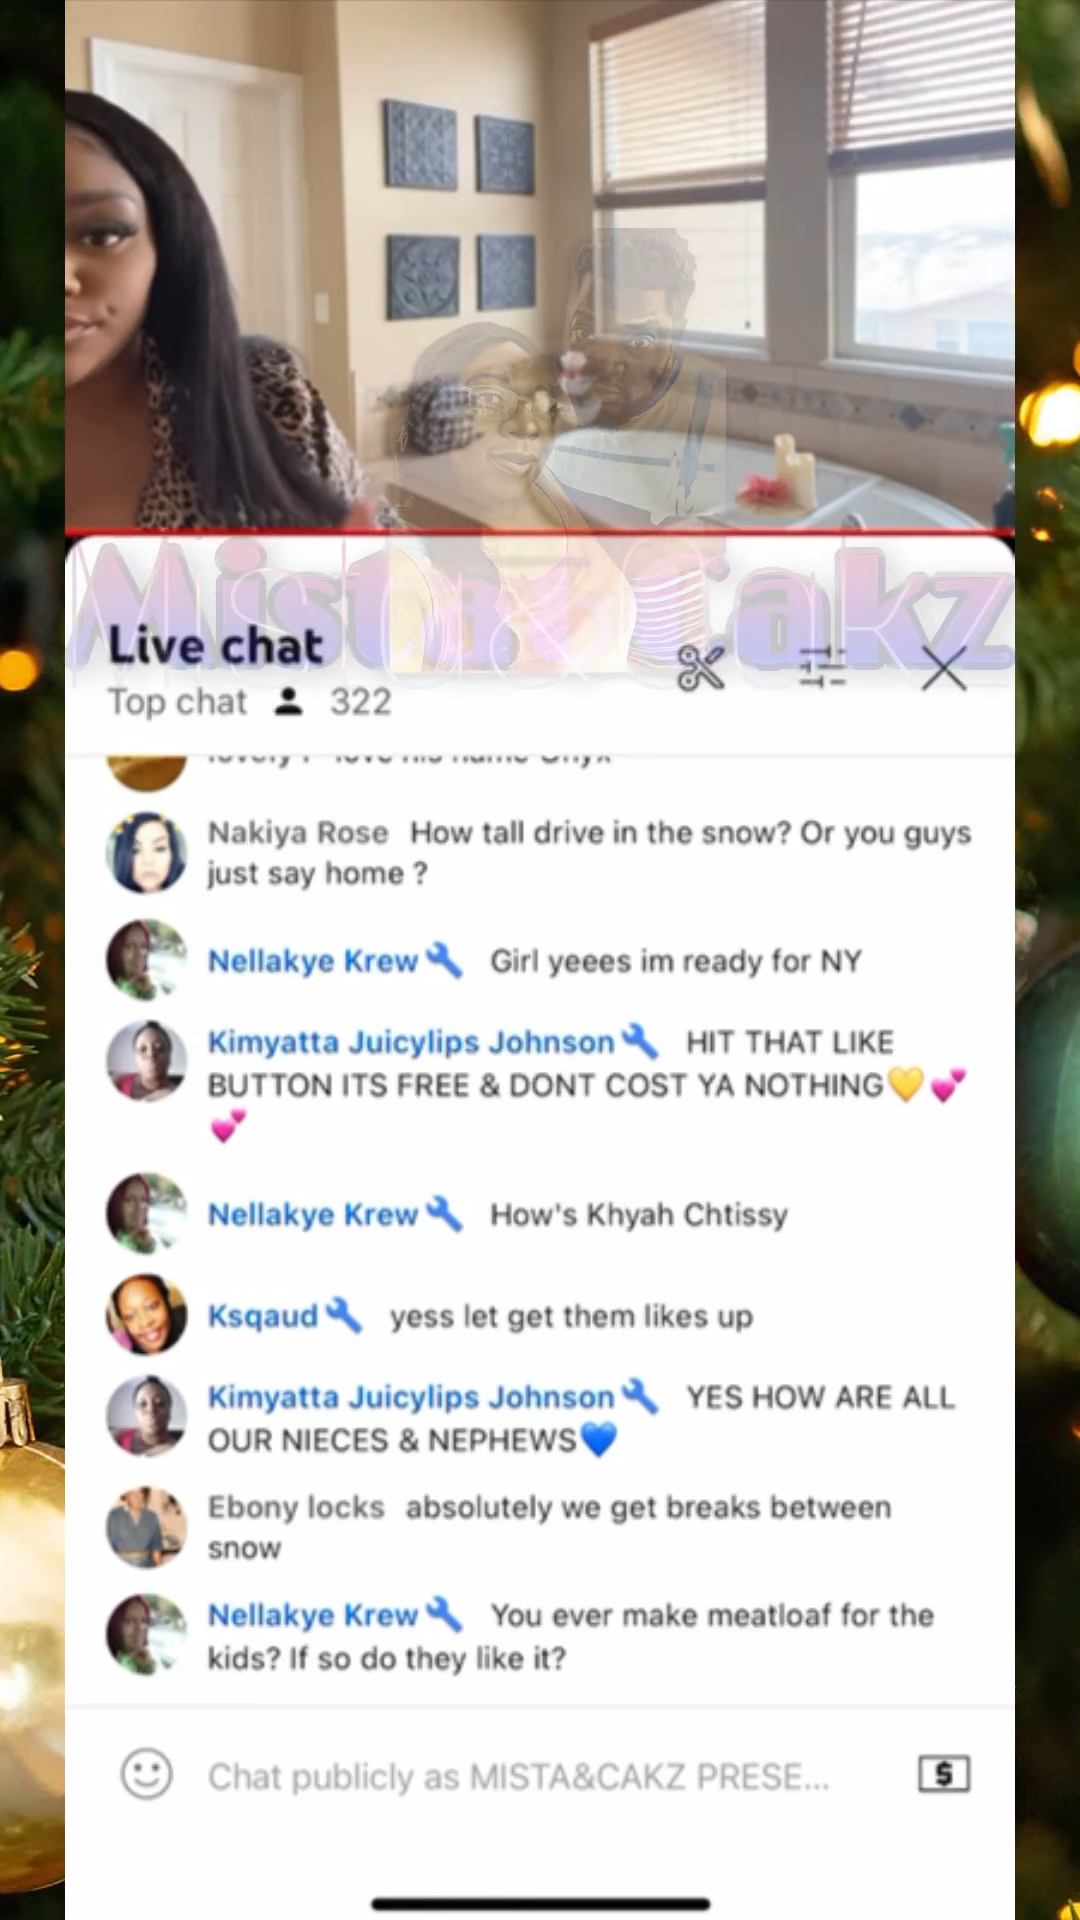 Mista & Cakz
Live chat
Top chat 322
love his name Onyx
Nakiya Rose How tall drive in the snow? Or you guys
just say home ?
Nellakye Krew🔧 Girl yeees im ready for NY
Kimyatta Juicylips Johnson🔧 HIT THAT LIKE
BUTTON ITS FREE & DONT COST YA NOTHING💛💕
💕
Nellakye Krew🔧 How's Khyah Chtissy
Ksqaud🔧 yess let get them likes up
Kimyatta Juicylips Johnson🔧 YES HOW ARE ALL
OUR NIECES & NEPHEWS💙
Ebony locks absolutely we get breaks between
snow
Nellakye Krew🔧 You ever make meatloaf for the
kids? If so do they like it?
Chat publicly as MISTA&CAKZ PRESE...
$